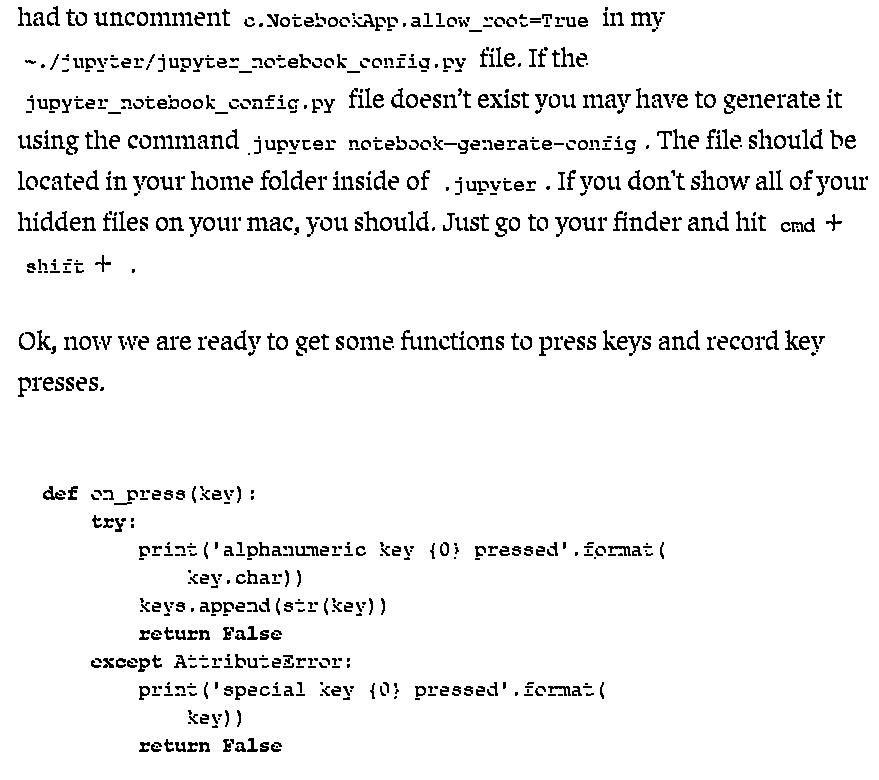 had to uncomment c.NotebookApp.allow_root=True in my
~./jupyter/jupyter_notebook_config.py file. If the
jupyter_notebook_config.py file doesn’t exist you may have to generate it
using the command jupyter notebook—generate-config . The file should be
located in your home folder inside of .jupyter . If you don’t show all of your
hidden files on your mac, you should. Just go to your finder and hit cmd +
shift + .
Ok, now we are ready to get some functions to press keys and record key
presses.
def on_press(key):
    try:
        print('alphanumeric key {0} pressed'.format(
            key.char))
        keys.append(str(key))
        return False
    except AttributeError:
        print('special key {0} pressed'.format(
            key))
        return False